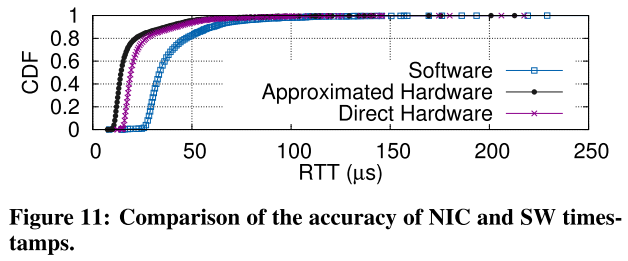 1
0.8
0.6
0.4
0.2
0
CDF
Software
Approximated Hardware
Direct Hardware
0 50 100 150 200 250
RTT (μs)
Figure 11: Comparison of the accuracy of NIC and SW times-
tamps.